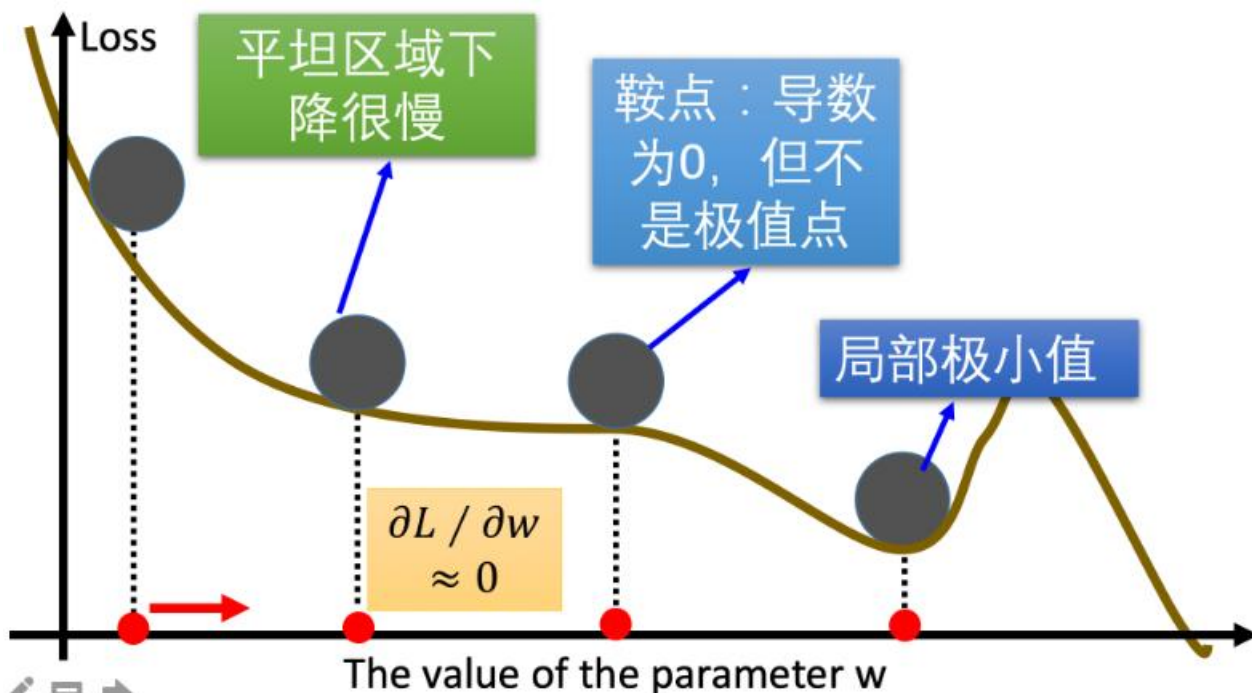 Loss
平坦区域下
降很慢
鞍点：导数
为0，但不
是极值点
局部极小值
∂L / ∂w
≈ 0
The value of the parameter w